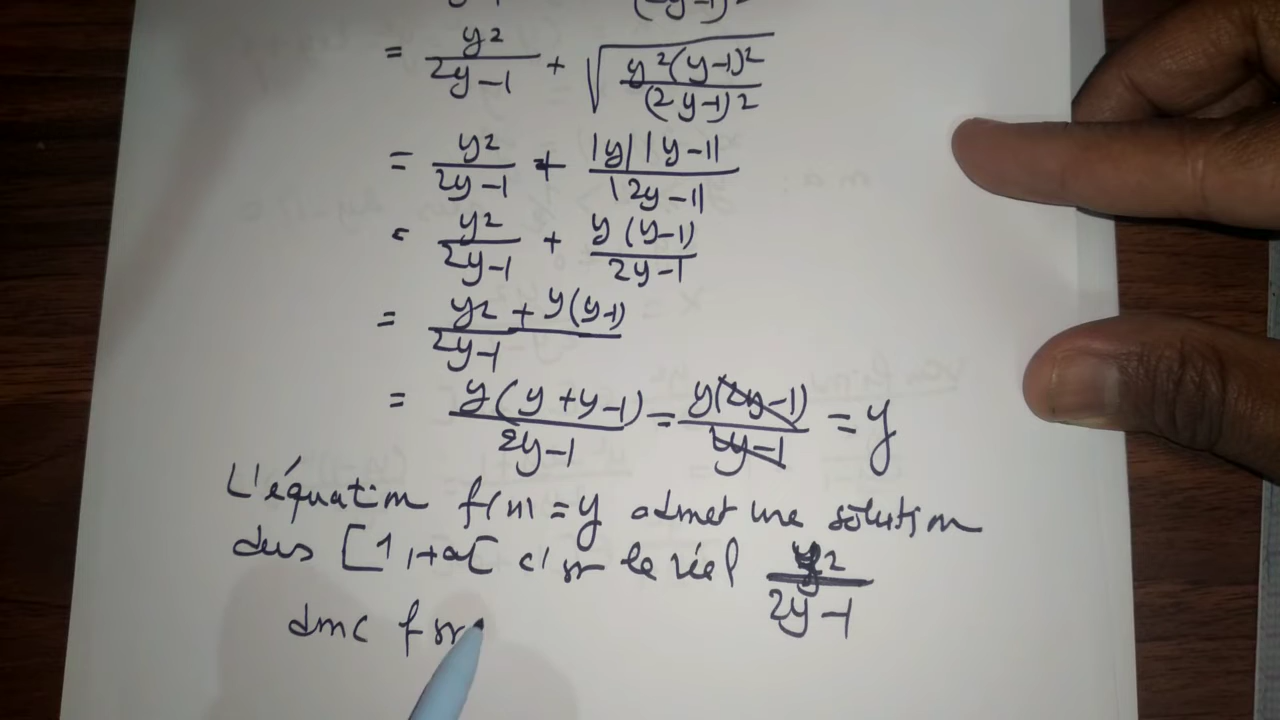 = y²/(2y-1) + √(y²(y-1)²/(2y-1)²)
= y²/(2y-1) + |y||y-1|/|2y-1|
= y²/(2y-1) + y(y-1)/(2y-1)
= (y² + y(y-1))/(2y-1)
= y(y+y-1)/(2y-1) = y(2y-1)/(2y-1) = y
L'équation f(x) = y admet une solution
dans [1,+∞[ c'est le réel y²/(2y-1)
donc f est